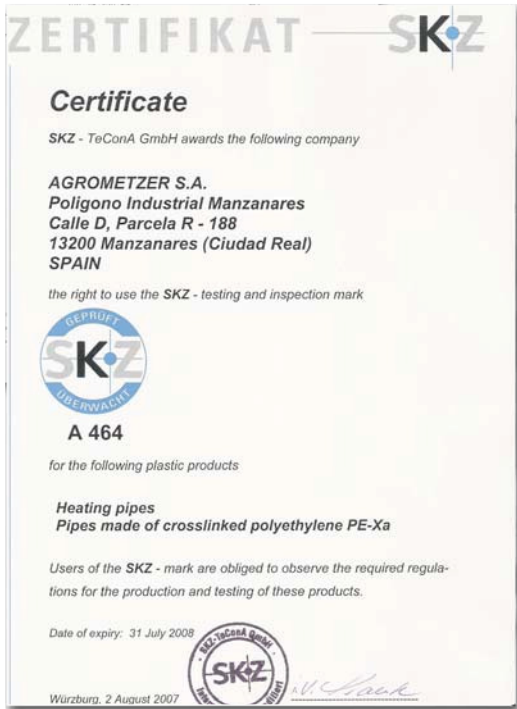 ZERTIFIKAT SKZ
Certificate
SKZ - TeConA GmbH awards the following company
AGROMETZER S.A.
Poligono Industrial Manzanares
Calle D, Parcela R - 188
13200 Manzanares (Ciudad Real)
SPAIN
the right to use the SKZ - testing and inspection mark
GEPRÜFT
SKZ
ÜBERWACHT
A 464
for the following plastic products
Heating pipes
Pipes made of crosslinked polyethylene PE-Xa
Users of the SKZ - mark are obliged to observe the required regula-
tions for the production and testing of these products.
Date of expiry: 31 July 2008
SKZ-TeConA GmbH
SKZ
Würzburg, 2 August 2007
i.V.